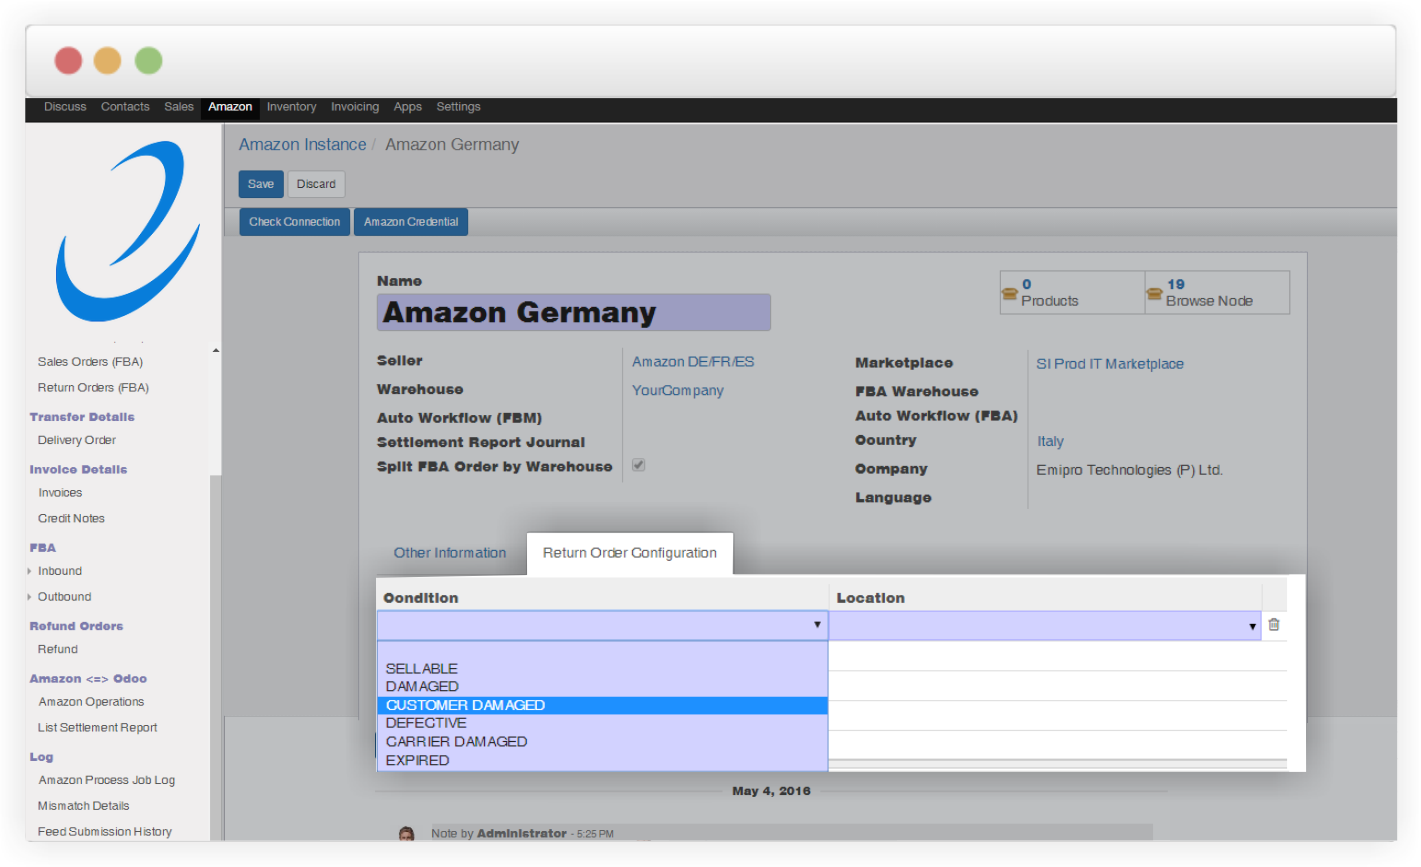 Discuss Contacts Sales Amazon Inventory Invoicing Apps Settings
Amazon Instance / Amazon Germany
Save Discard
Check Connection Amazon Credential
Sales Orders (FBA)
Return Orders (FBA)
Transfer Details
Delivery Order
Invoice Details
Invoices
Credit Notes
FBA
Inbound
Outbound
Refund Orders
Refund
Amazon <=> Odoo
Amazon Operations
List Settlement Report
Log
Amazon Process Job Log
Mismatch Details
Feed Submission History
Name
Amazon Germany
0 Products
19 Browse Node
Seller Amazon DE/FR/ES
Warehouse YourCompany
Auto Workflow (FBM)
Settlement Report Journal
Split FBA Order by Warehouse
Marketplace SI Prod IT Marketplace
FBA Warehouse
Auto Workflow (FBA)
Country Italy
Company Emipro Technologies (P) Ltd.
Language
Other Information Return Order Configuration
Condition Location
SELLABLE
DAMAGED
CUSTOMER DAMAGED
DEFECTIVE
CARRIER DAMAGED
EXPIRED
May 4, 2016
Note by Administrator - 5:25 PM